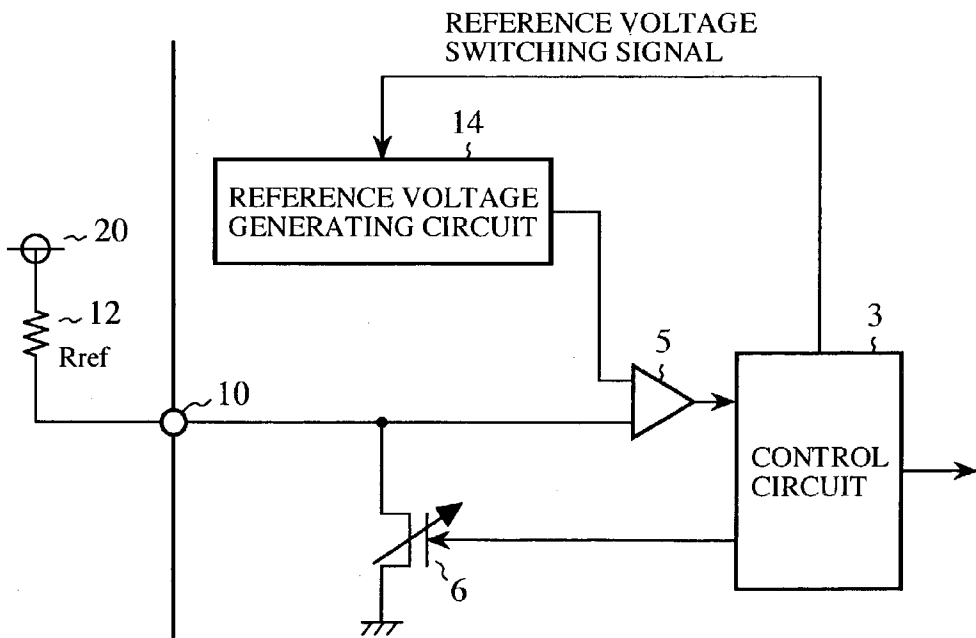 REFERENCE VOLTAGE
SWITCHING SIGNAL
14
REFERENCE VOLTAGE
GENERATING CIRCUIT
20
12
Rref
10
5
3
CONTROL
CIRCUIT
6